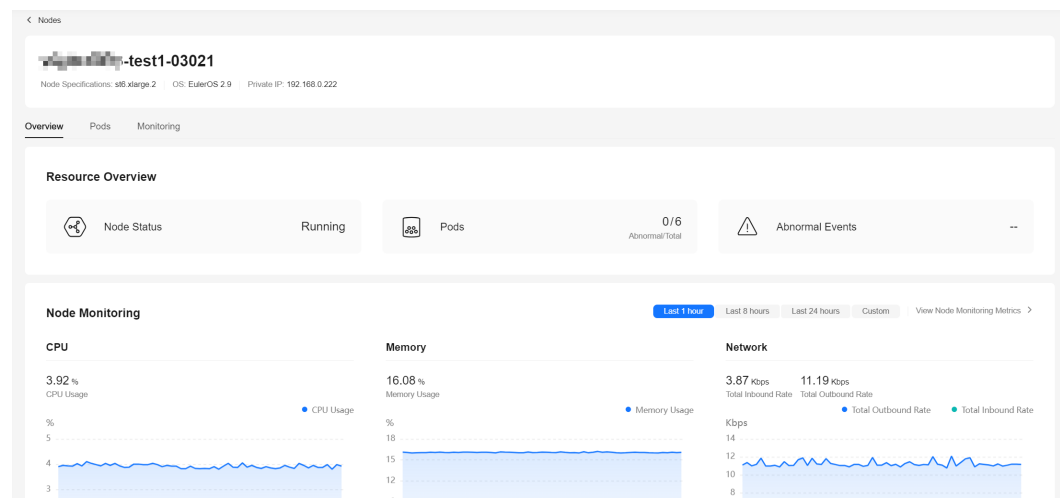 Nodes
-test1-03021
Node Specifications: st6.xlarge.2 OS: EulerOS 2.9 Private IP: 192.168.0.222
Overview Pods Monitoring
Resource Overview
Node Status Running
Pods 0/6
Abnormal/Total
Abnormal Events --
Node Monitoring
Last 1 hour Last 8 hours Last 24 hours Custom View Node Monitoring Metrics
CPU Memory Network
3.92 % 16.08 % 3.87 Kbps 11.19 Kbps
CPU Usage Memory Usage Total Inbound Rate Total Outbound Rate
CPU Usage Memory Usage Total Outbound Rate Total Inbound Rate
% % Kbps
5 18 14
4 15 12
3 12 10
8